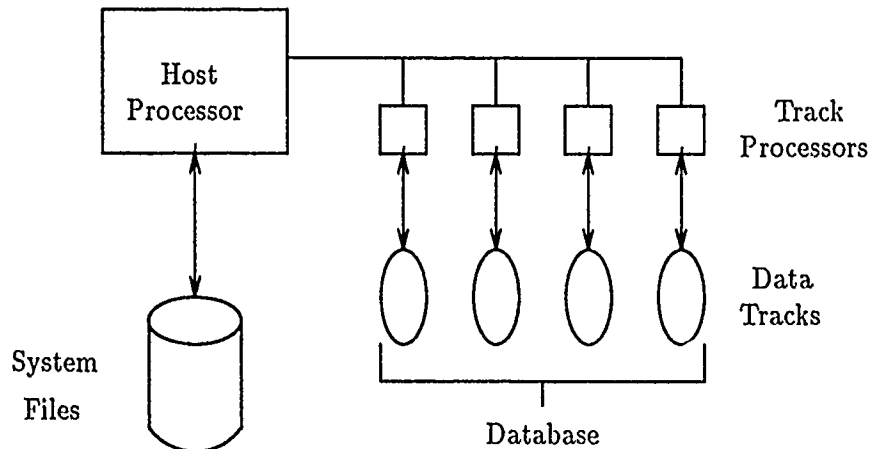 Host
Processor
Track
Processors
Data
Tracks
System
Files
Database